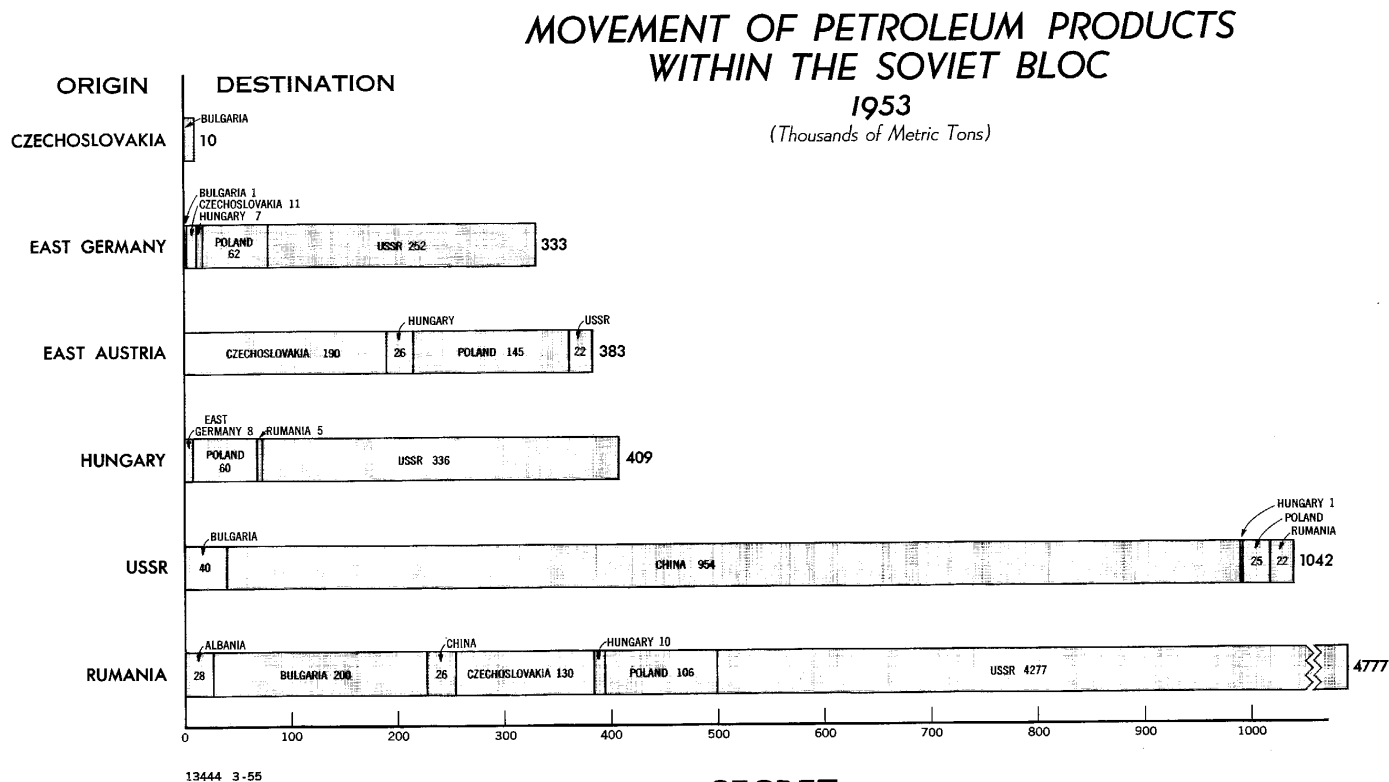 MOVEMENT OF PETROLEUM PRODUCTS
WITHIN THE SOVIET BLOC
1953
(Thousands of Metric Tons)
ORIGIN DESTINATION
BULGARIA
CZECHOSLOVAKIA 10
BULGARIA 1
CZECHOSLOVAKIA 11
HUNGARY 7
EAST GERMANY POLAND 62 USSR 252 333
HUNGARY USSR
EAST AUSTRIA CZECHOSLOVAKIA 190 26 POLAND 145 22 383
EAST
GERMANY 8 RUMANIA 5
HUNGARY POLAND 60 USSR 336 409
HUNGARY 1
POLAND
RUMANIA
BULGARIA
USSR 40 CHINA 954 25 22 1042
ALBANIA CHINA HUNGARY 10
RUMANIA 28 BULGARIA 200 26 CZECHOSLOVAKIA 130 POLAND 106 USSR 4277 4777
0 100 200 300 400 500 600 700 800 900 1000
13444 3-55